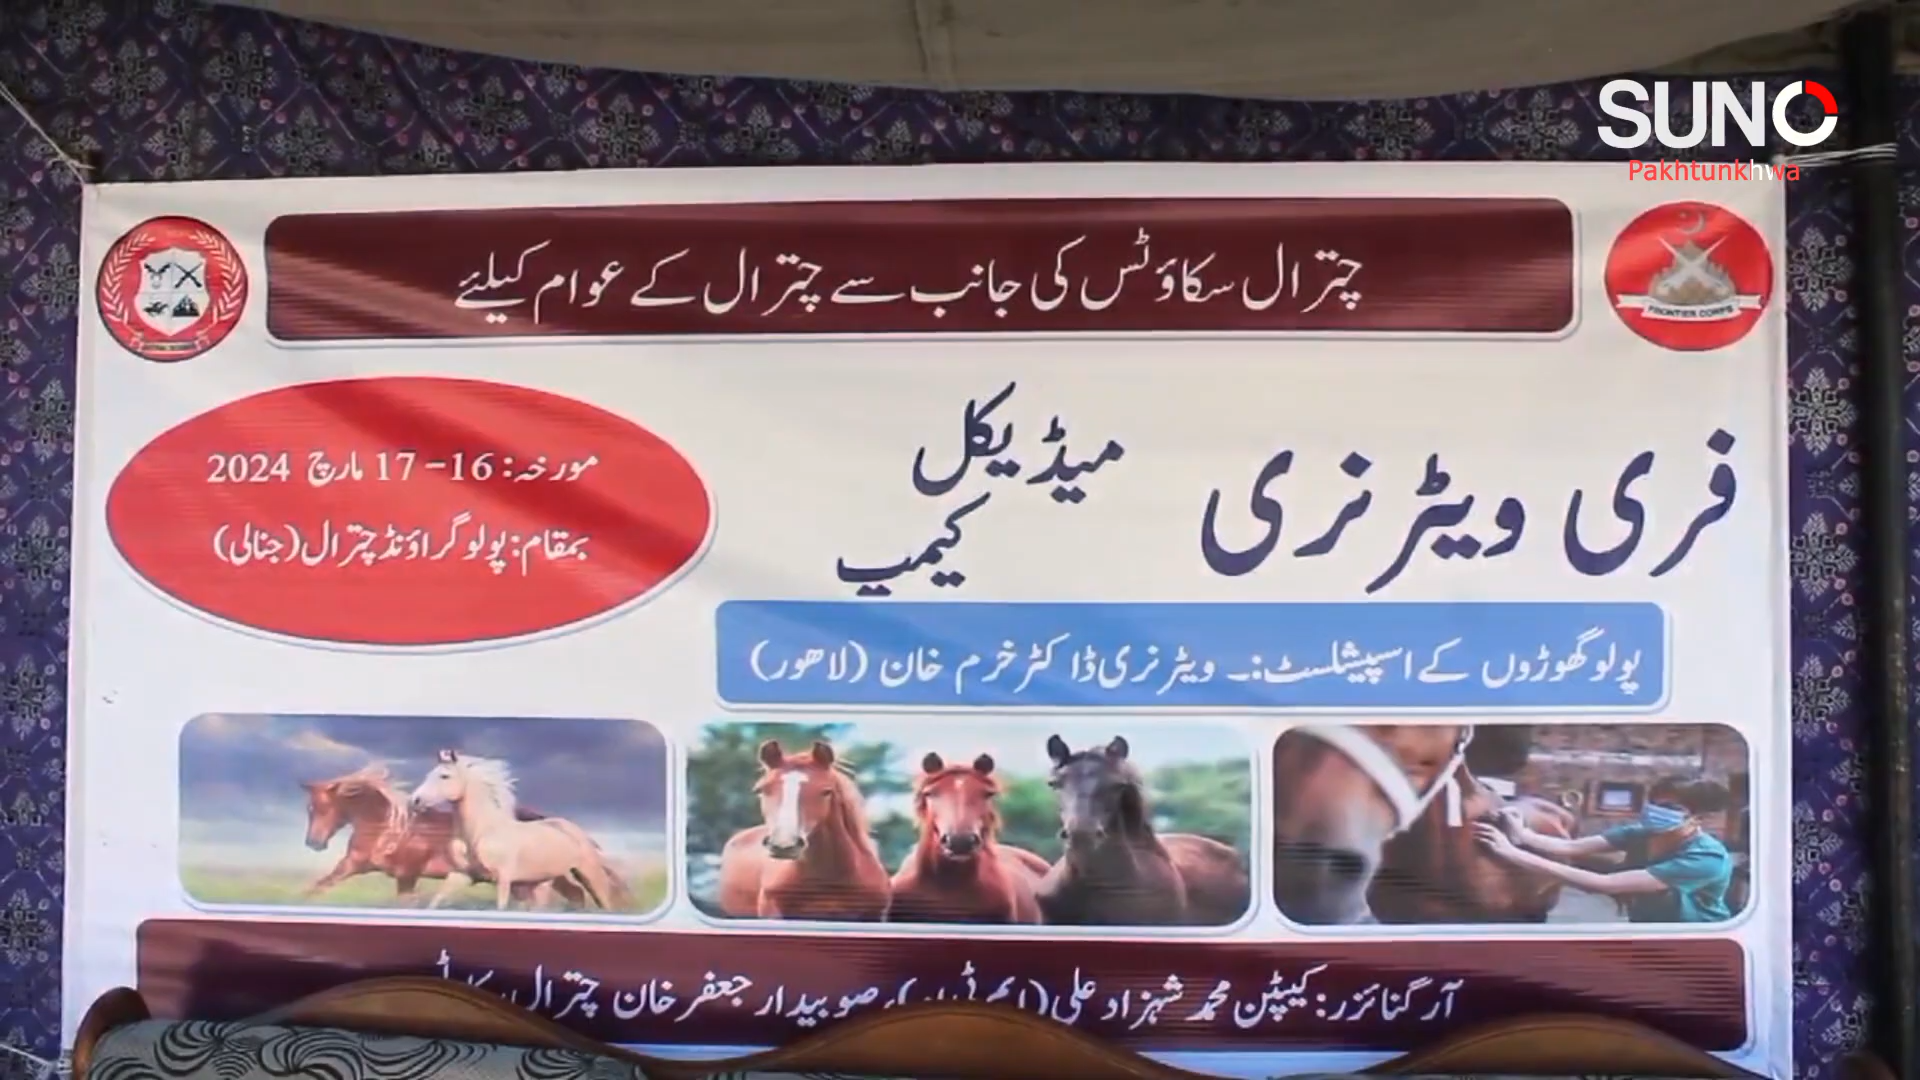 SUNO
Pakhtunkhwa
چترال سکاؤٹس کی جانب سے چترال کے عوام کیلئے
FRONTIER CORPS
فری ویٹرنری میڈیکل کیمپ
مورخہ: 16-17 مارچ 2024
بمقام: پولو گراؤنڈ چترال (جنالی)
پولو گھوڑوں کے اسپیشلسٹ:۔ ویٹرنری ڈاکٹر خرم خان (لاھور)
آرگنائزر: کیپٹن محمد شہزاد علی صوبیدار جعفر خان چترال